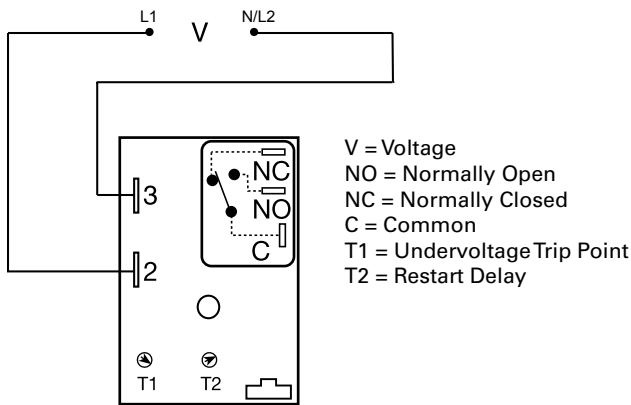 L1 V N/L2
3
NC
NO
C
2
T1 T2
V = Voltage
NO = Normally Open
NC = Normally Closed
C = Common
T1 = Undervoltage Trip Point
T2 = Restart Delay